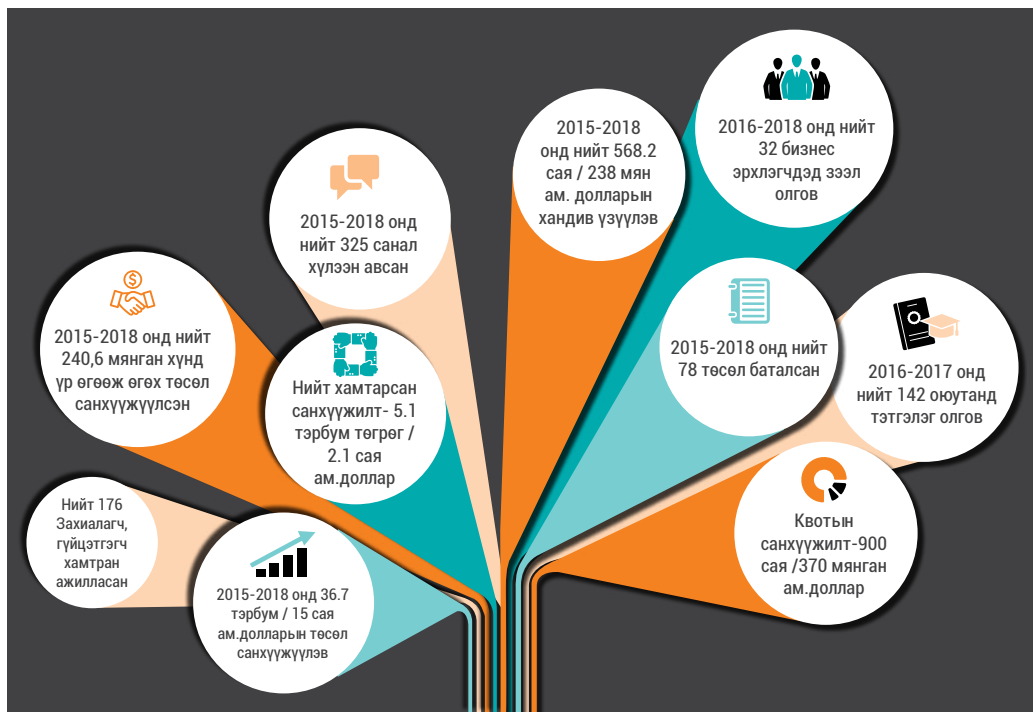 2015-2018 онд нийт
240,6 мянган хүнд
үр өгөөж өгөх төсөл
санхүүжүүлсэн
2015-2018 онд
нийт 325 санал
хүлээн авсан
2015-2018
онд нийт 568.2
сая / 238 мян
ам. долларын
хандив үзүүлэв
2016-2018 онд нийт
32 бизнес
эрхлэгчдэд зээл
олгов
Нийт хамтарсан
санхүүжилт- 5.1
тэрбум төгрөг /
2.1 сая
ам.доллар
2015-2018 онд нийт
78 төсөл баталсан
2016-2017 онд
нийт 142 оюутанд
тэтгэлэг олгов
Нийт 176
Захиалагч,
гүйцэтгэгч
хамтран
ажилласан
2015-2018 онд 36.7
тэрбум / 15 сая
ам.долларын төсөл
санхүүжүүлэв
Квотын
санхүүжилт-900
сая /370 мянган
ам.доллар